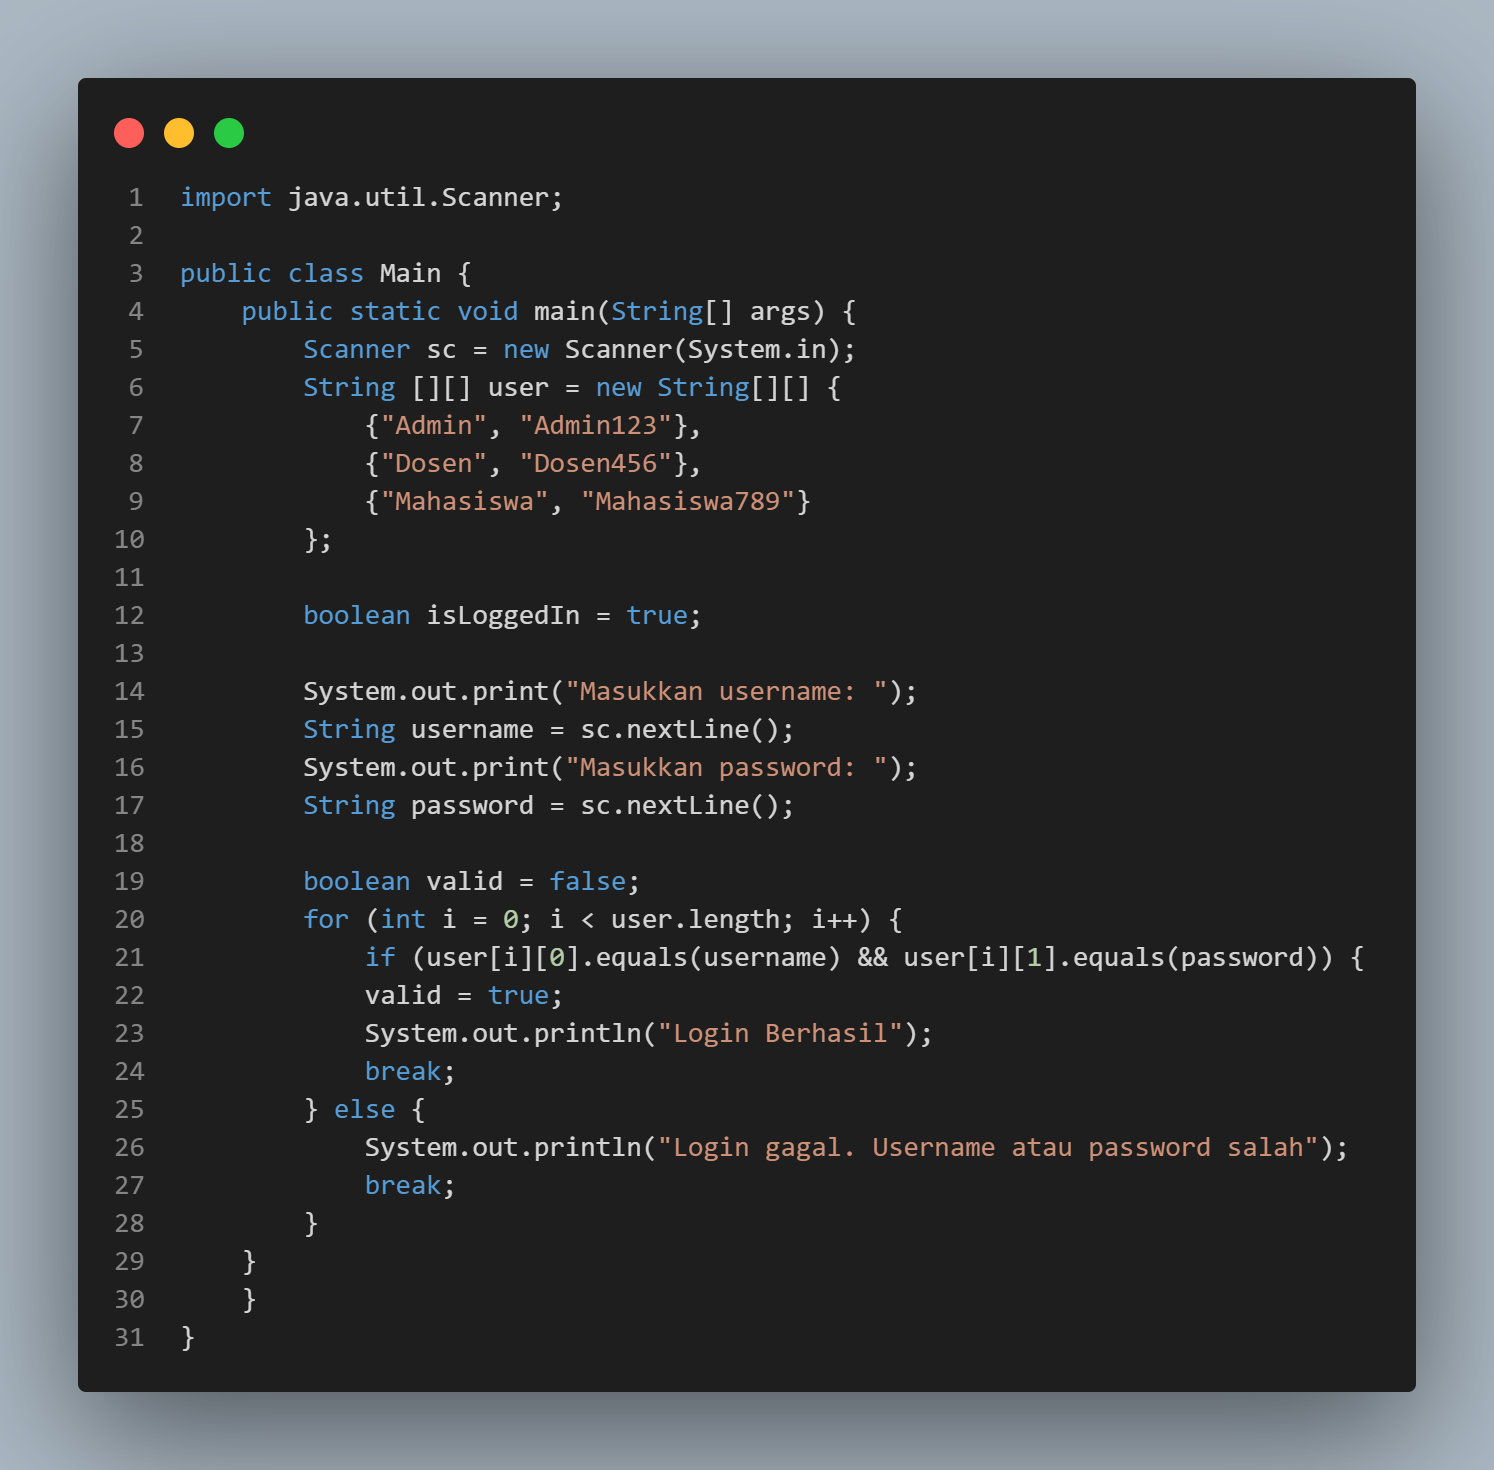 1 import java.util.Scanner;
2
3 public class Main {
4     public static void main(String[] args) {
5         Scanner sc = new Scanner(System.in);
6         String [][] user = new String[][] {
7             {"Admin", "Admin123"},
8             {"Dosen", "Dosen456"},
9             {"Mahasiswa", "Mahasiswa789"}
10         };
11
12         boolean isLoggedIn = true;
13
14         System.out.print("Masukkan username: ");
15         String username = sc.nextLine();
16         System.out.print("Masukkan password: ");
17         String password = sc.nextLine();
18
19         boolean valid = false;
20         for (int i = 0; i < user.length; i++) {
21             if (user[i][0].equals(username) && user[i][1].equals(password)) {
22             valid = true;
23             System.out.println("Login Berhasil");
24             break;
25         } else {
26             System.out.println("Login gagal. Username atau password salah");
27             break;
28         }
29     }
30     }
31 }